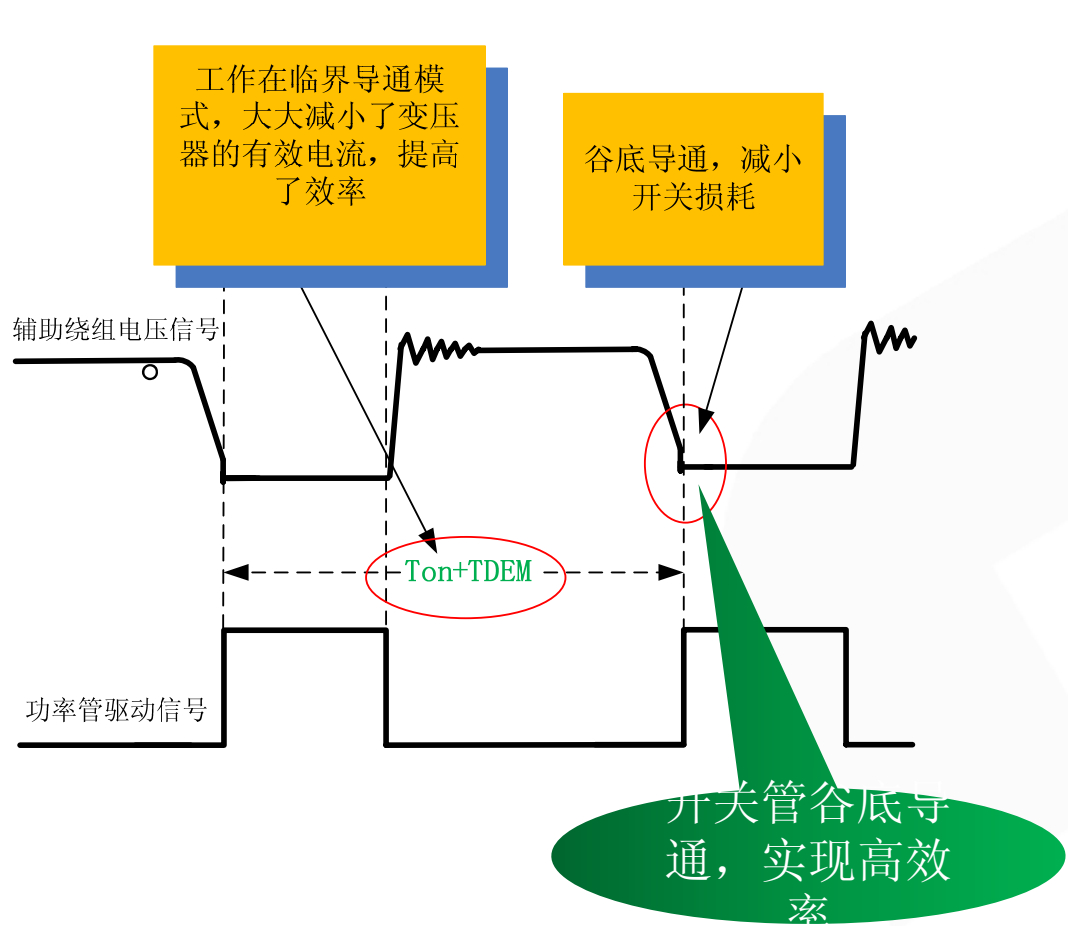 工作在临界导通模
式，大大减小了变压
器的有效电流，提高
了效率
谷底导通，减小
开关损耗
辅助绕组电压信号
Ton+TDEM
功率管驱动信号
开关管谷底导
通，实现高效
率